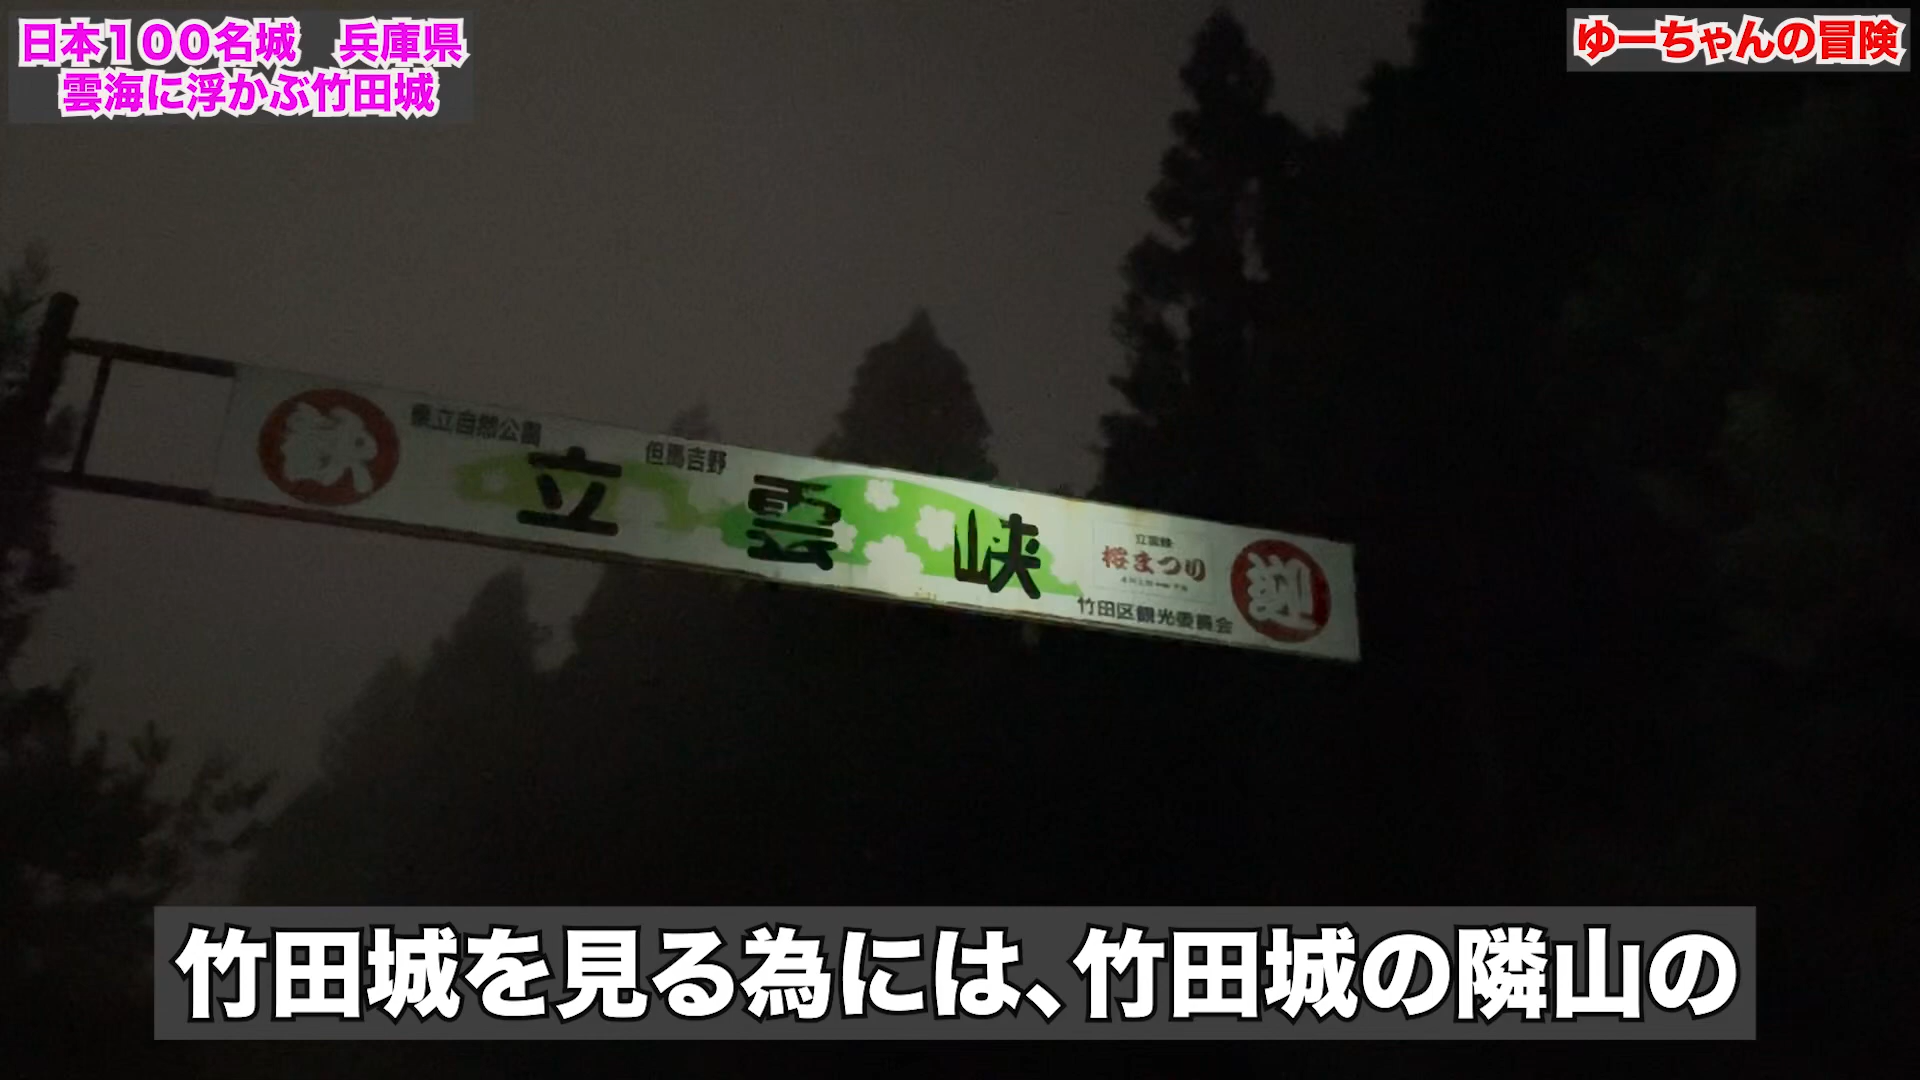 日本100名城　兵庫県
雲海に浮かぶ竹田城
ゆーちゃんの冒険
県立自然公園
但馬吉野
立雲峡
立雲峡
桜まつり
竹田区観光委員会
竹田城を見る為には、竹田城の隣山の